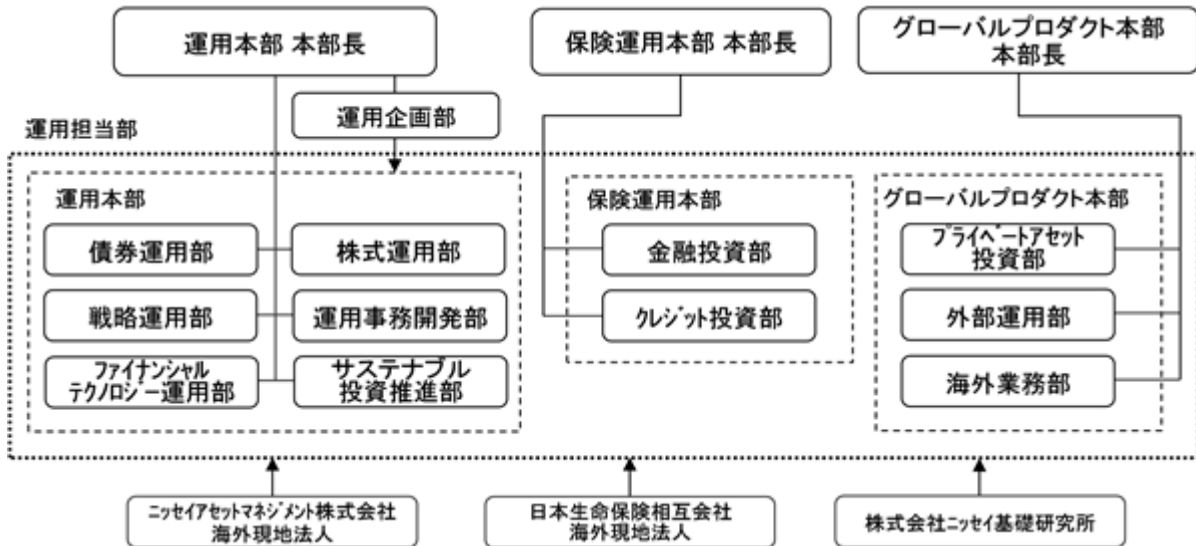 運用本部 本部長
保険運用本部 本部長
グローバルプロダクト本部
本部長
運用企画部
運用担当部
運用本部
債券運用部
株式運用部
戦略運用部
運用事務開発部
ファイナンシャル
テクノロジー運用部
サステナブル
投資推進部
保険運用本部
金融投資部
クレジット投資部
グローバルプロダクト本部
プライベートアセット
投資部
外部運用部
海外業務部
ニッセイアセットマネジメント株式会社
海外現地法人
日本生命保険相互会社
海外現地法人
株式会社ニッセイ基礎研究所